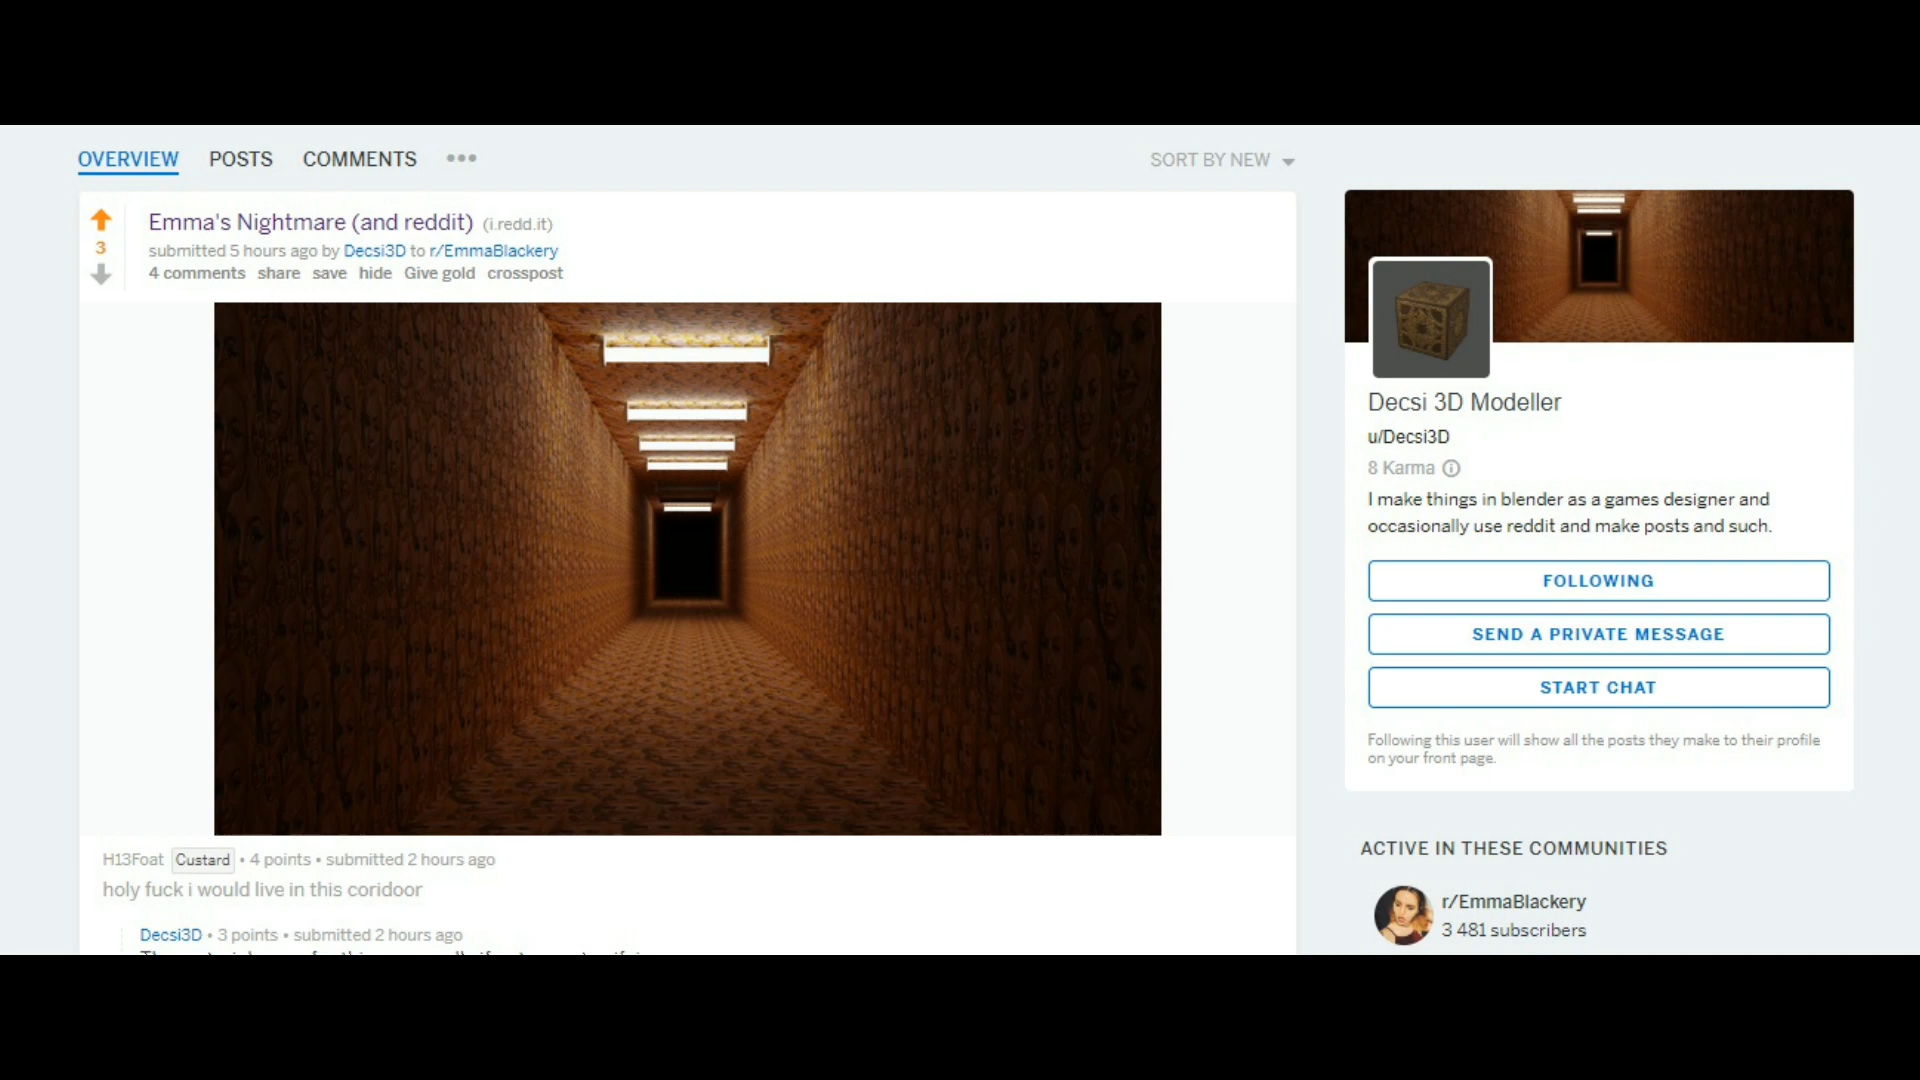 OVERVIEW POSTS COMMENTS
SORT BY NEW
3
Emma's Nightmare (and reddit) (i.redd.it)
submitted 5 hours ago by Decsi3D to r/EmmaBlackery
4 comments share save hide Give gold crosspost
H13Foat Custard • 4 points • submitted 2 hours ago
holy fuck i would live in this coridoor
Decsi3D • 3 points • submitted 2 hours ago
Decsi 3D Modeller
u/Decsi3D
8 Karma
I make things in blender as a games designer and
occasionally use reddit and make posts and such.
FOLLOWING
SEND A PRIVATE MESSAGE
START CHAT
Following this user will show all the posts they make to their profile
on your front page.
ACTIVE IN THESE COMMUNITIES
r/EmmaBlackery
3 481 subscribers